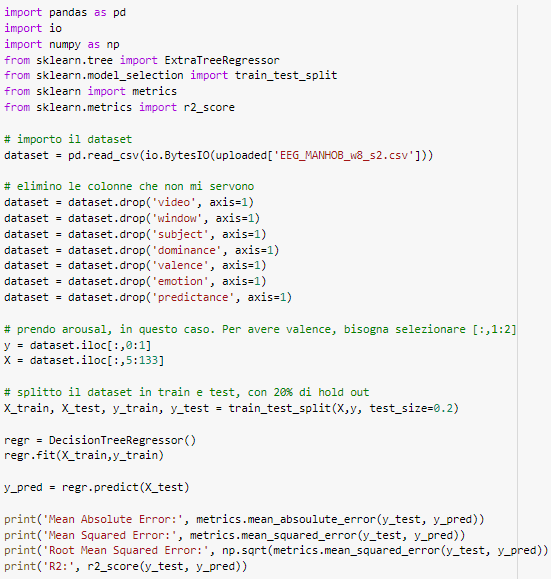 import pandas as pd
import io
import numpy as np
from sklearn.tree import ExtraTreeRegressor
from sklearn.model_selection import train_test_split
from sklearn import metrics
from sklearn.metrics import r2_score
# importo il dataset
dataset = pd.read_csv(io.BytesIO(uploaded['EEG_MANHOB_w8_s2.csv']))
# elimino le colonne che non mi servono
dataset = dataset.drop('video', axis=1)
dataset = dataset.drop('window', axis=1)
dataset = dataset.drop('subject', axis=1)
dataset = dataset.drop('dominance', axis=1)
dataset = dataset.drop('valence', axis=1)
dataset = dataset.drop('emotion', axis=1)
dataset = dataset.drop('predictance', axis=1)
# prendo arousal, in questo caso. Per avere valence, bisogna selezionare [:,1:2]
y = dataset.iloc[:,0:1]
X = dataset.iloc[:,5:133]
# splitto il dataset in train e test, con 20% di hold out
X_train, X_test, y_train, y_test = train_test_split(X,y, test_size=0.2)
regr = DecisionTreeRegressor()
regr.fit(X_train,y_train)
y_pred = regr.predict(X_test)
print('Mean Absolute Error:', metrics.mean_absoulute_error(y_test, y_pred))
print('Mean Squared Error:', metrics.mean_squared_error(y_test, y_pred))
print('Root Mean Squared Error:', np.sqrt(metrics.mean_squared_error(y_test, y_pred))
print('R2:', r2_score(y_test, y_pred))